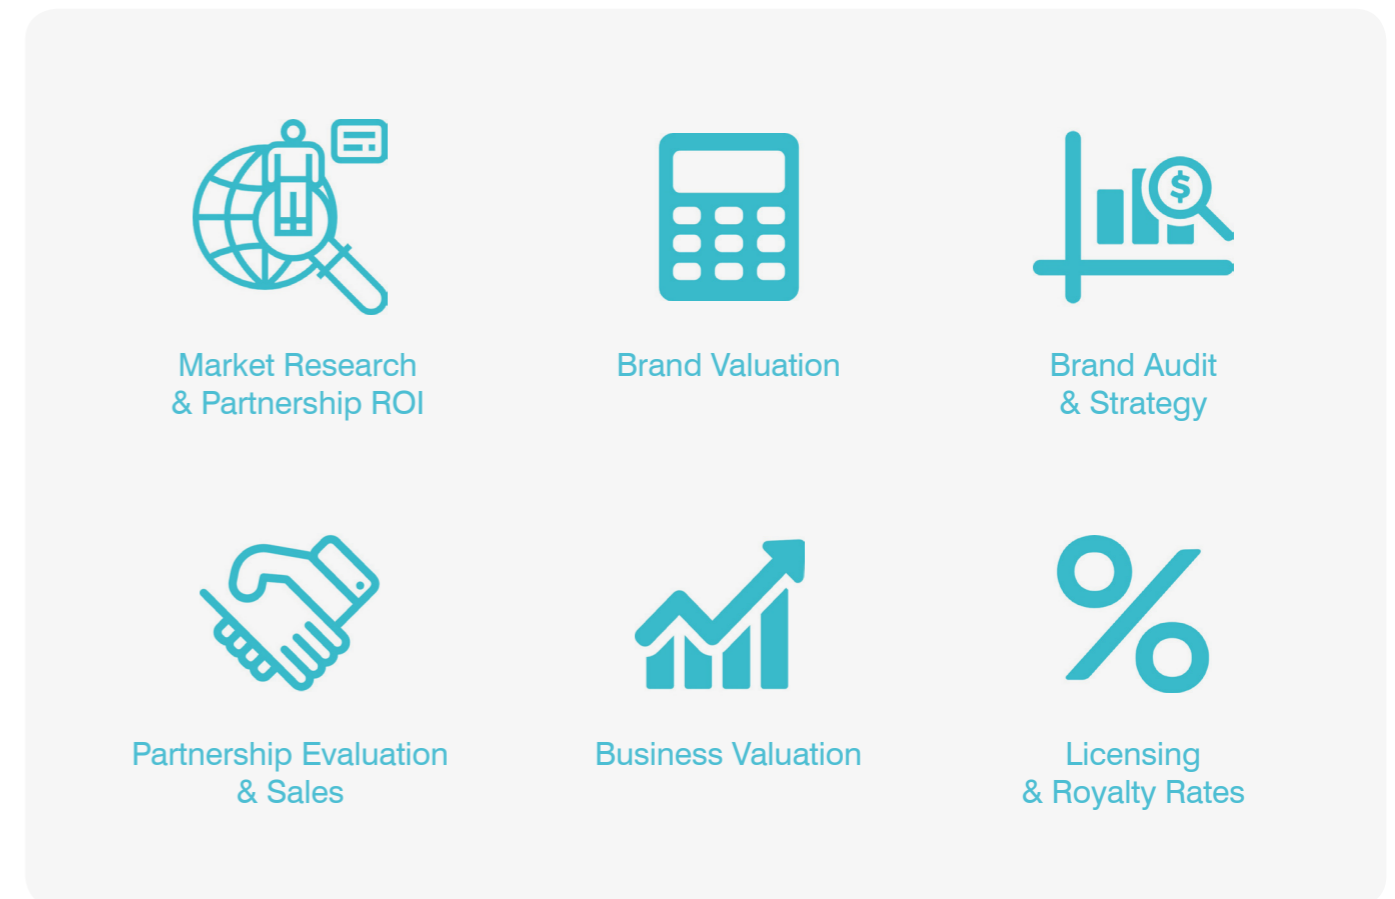 $
Market Research
& Partnership ROI
Brand Valuation
Brand Audit
& Strategy
%
Partnership Evaluation
& Sales
Business Valuation
Licensing
& Royalty Rates